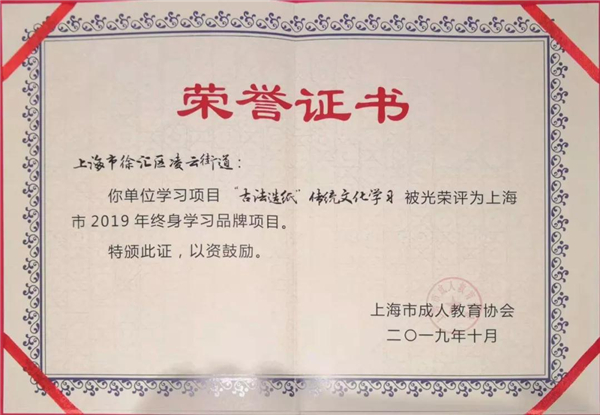 荣誉证书
上海市徐汇区凌云街道：
你单位学习项目“古法造纸”传统文化学习被光荣评为上海
市2019年终身学习品牌项目。
特颁此证，以资鼓励。
上海市成人教育协会
二〇一九年十月